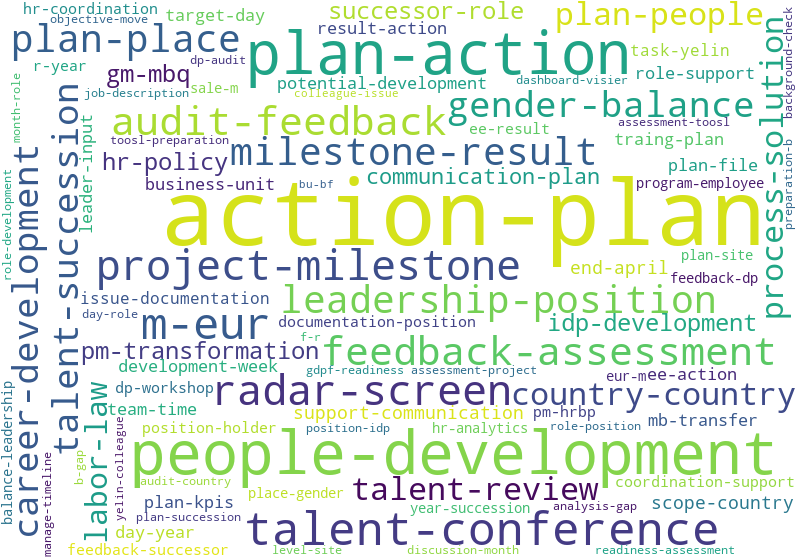 hr-coordination
objective-move
target-day
successor-role
plan-people
result-action
plan-place
plan-action
dp-audit
task-yelin
r-year
gm-mbq
potential-development
dashboard-visier
role-support
background-check
job-description
sale-m
colleague-issue
gender-balance
month-role
audit-feedback
ee-result
assessment-toosl
process-solution
toosl-preparation
traing-plan
leader-input
hr-policy
milestone-result
plan-file
talent-succession
business-unit
bu-bf
communication-plan
program-employee
preparation-b
career-development
role-development
action-plan
project-milestone
plan-site
end-april
feedback-dp
issue-documentation
leadership-position
day-role
m-eur
documentation-position
idp-development
f-r
pm-transformation
feedback-assessment
development-week
gdpf-readiness
assessment-project
eur-m
ee-action
balance-leadership
labor-law
dp-workshop
radar-screen
country-country
team-time
support-communication
pm-hrbp
mb-transfer
yelin-colleague
position-holder
position-idp
hr-analytics
role-position
manage-timeline
b-gap
people-development
audit-country
talent-review
coordination-support
plan-kpis
place-gender
year-succession
analysis-gap
scope-country
plan-succession
day-year
talent-conference
feedback-successor
level-site
discussion-month
readiness-assessment